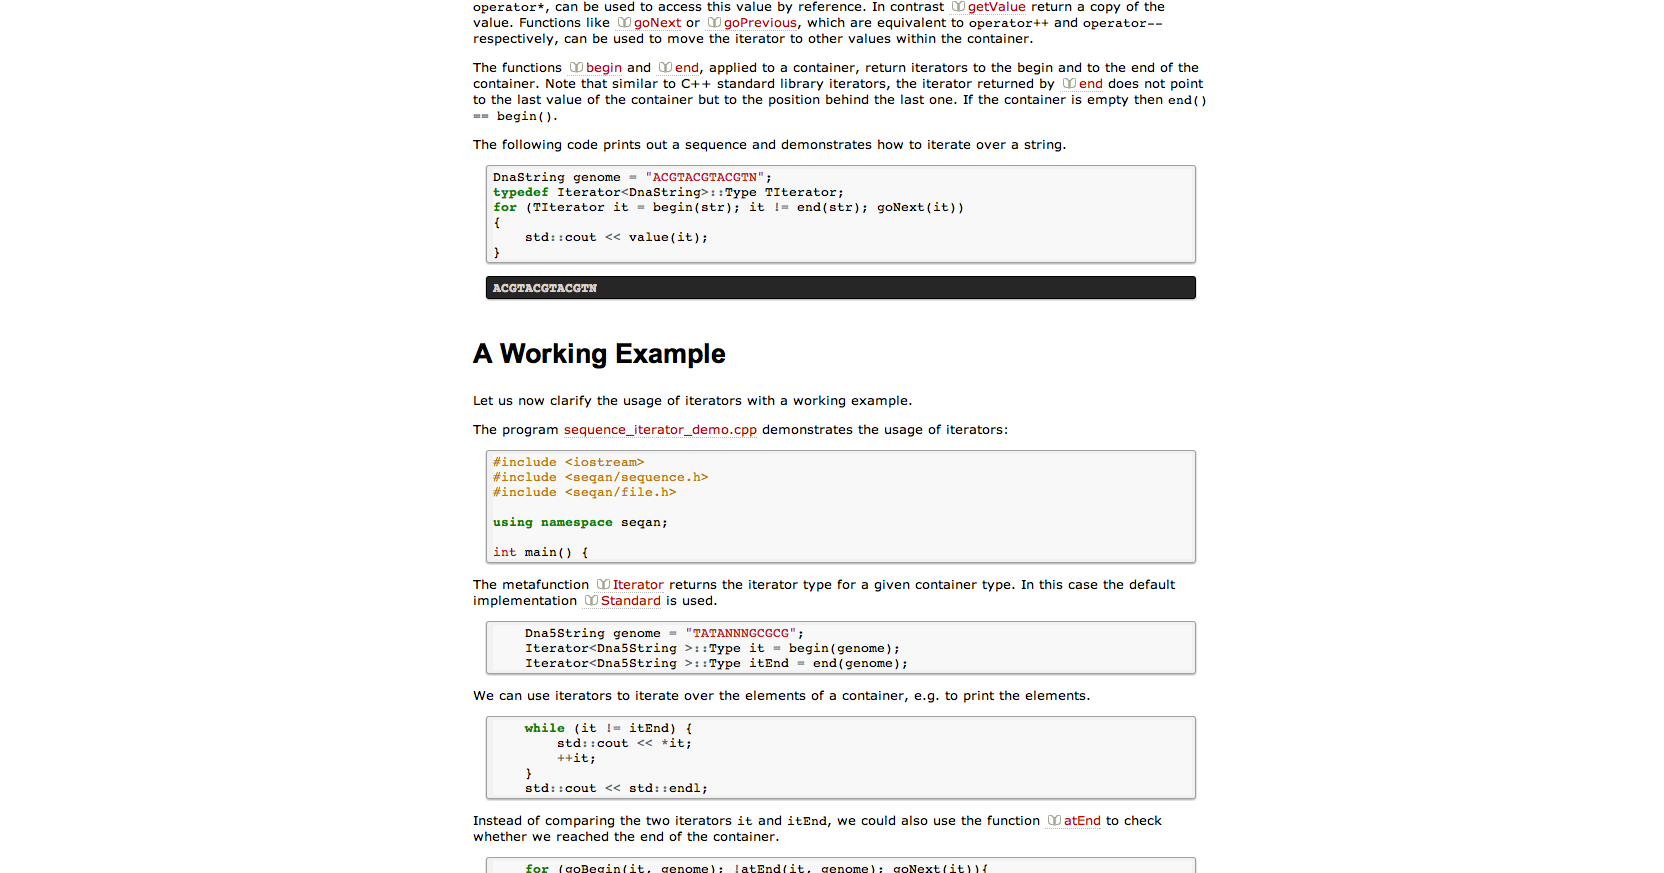 operator*, can be used to access this value by reference. In contrast getValue return a copy of the
value. Functions like goNext or goPrevious, which are equivalent to operator++ and operator--
respectively, can be used to move the iterator to other values within the container.
The functions begin and end, applied to a container, return iterators to the begin and to the end of the
container. Note that similar to C++ standard library iterators, the iterator returned by end does not point
to the last value of the container but to the position behind the last one. If the container is empty then end()
== begin().
The following code prints out a sequence and demonstrates how to iterate over a string.
DnaString genome = "ACGTACGTACGTN";
typedef Iterator<DnaString>::Type TIterator;
for (TIterator it = begin(str); it != end(str); goNext(it))
{
    std::cout << value(it);
}
ACGTACGTACGTN
A Working Example
Let us now clarify the usage of iterators with a working example.
The program sequence_iterator_demo.cpp demonstrates the usage of iterators:
#include <iostream>
#include <seqan/sequence.h>
#include <seqan/file.h>
using namespace seqan;
int main() {
The metafunction Iterator returns the iterator type for a given container type. In this case the default
implementation Standard is used.
    Dna5String genome = "TATANNNGCGCG";
    Iterator<Dna5String >::Type it = begin(genome);
    Iterator<Dna5String >::Type itEnd = end(genome);
We can use iterators to iterate over the elements of a container, e.g. to print the elements.
    while (it != itEnd) {
        std::cout << *it;
        ++it;
    }
    std::cout << std::endl;
Instead of comparing the two iterators it and itEnd, we could also use the function atEnd to check
whether we reached the end of the container.
    for (goBegin(it, genome); !atEnd(it, genome); goNext(it)){